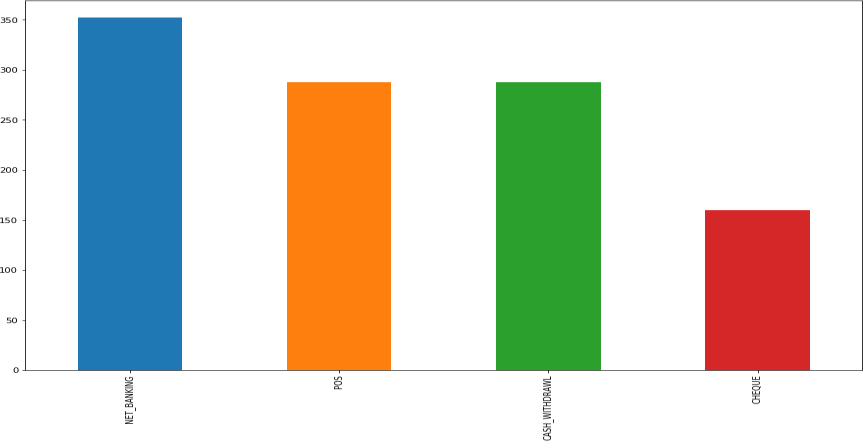 350
300
250
200
150
100
50
0
NET_BANKING
POS
CASH_WITHDRAWL
CHEQUE